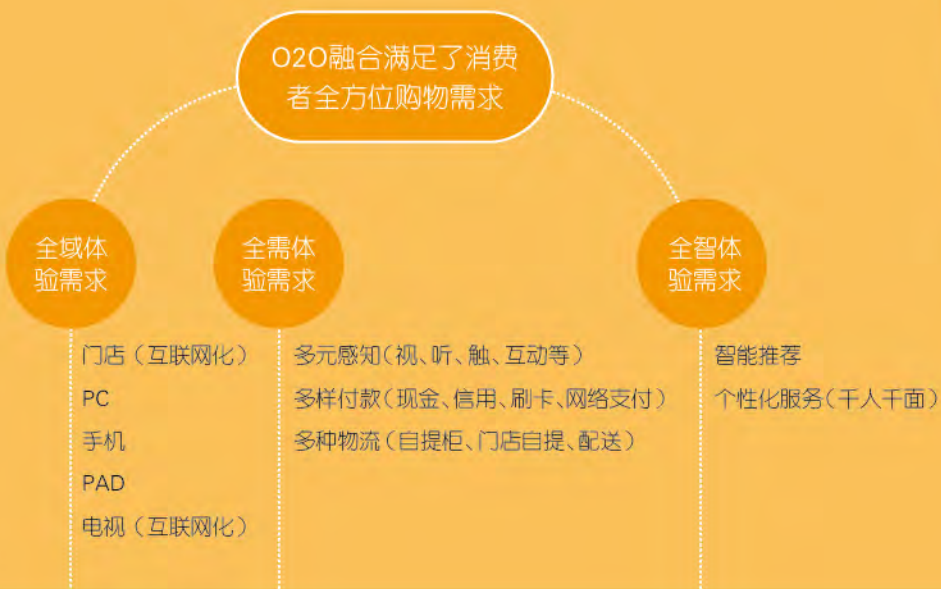 O2O融合满足了消费
者全方位购物需求
全域体
验需求
门店（互联网化）
PC
手机
PAD
电视（互联网化）
全需体
验需求
多元感知（视、听、触、互动等）
多样付款（现金、信用、刷卡、网络支付）
多种物流（自提柜、门店自提、配送）
全智体
验需求
智能推荐
个性化服务（千人千面）